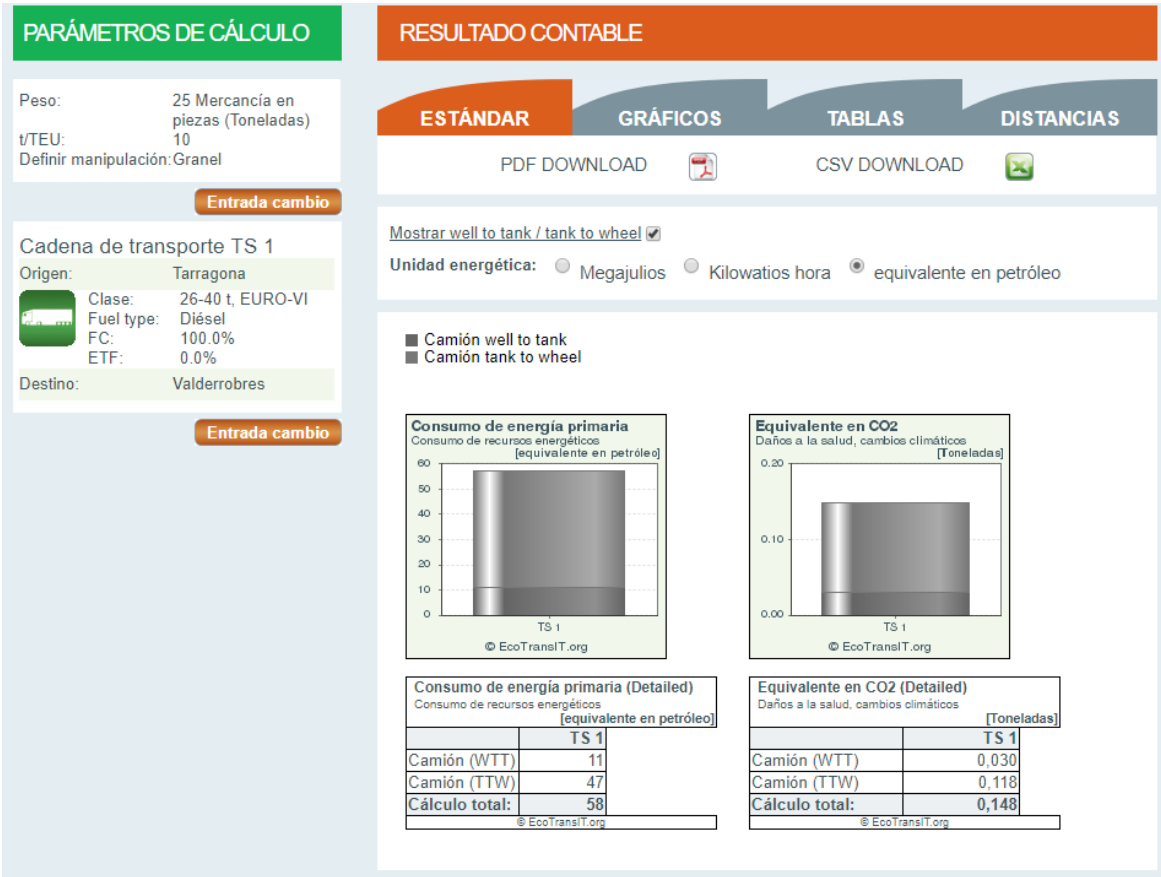 PARÁMETROS DE CÁLCULO
Peso: 25 Mercancía en
piezas (Toneladas)
t/TEU: 10
Definir manipulación: Granel
Entrada cambio
Cadena de transporte TS 1
Origen: Tarragona
Clase: 26-40 t, EURO-VI
Fuel type: Diésel
FC: 100.0%
ETF: 0.0%
Destino: Valderrobres
Entrada cambio
RESULTADO CONTABLE
ESTÁNDAR GRÁFICOS TABLAS DISTANCIAS
PDF DOWNLOAD CSV DOWNLOAD
Mostrar well to tank / tank to wheel
Unidad energética: Megajulios Kilowatios hora equivalente en petróleo
Camión well to tank
Camión tank to wheel
Consumo de energía primaria
Consumo de recursos energéticos
[equivalente en petróleo]
60
50
40
30
20
10
0
TS 1
© EcoTransIT.org
Equivalente en CO2
Daños a la salud, cambios climáticos
[Toneladas]
0.20
0.10
0.00
TS 1
© EcoTransIT.org
Consumo de energía primaria (Detailed)
Consumo de recursos energéticos
[equivalente en petróleo]
TS 1
Camión (WTT) 11
Camión (TTW) 47
Cálculo total: 58
© EcoTransIT.org
Equivalente en CO2 (Detailed)
Daños a la salud, cambios climáticos
[Toneladas]
TS 1
Camión (WTT) 0,030
Camión (TTW) 0,118
Cálculo total: 0,148
© EcoTransIT.org